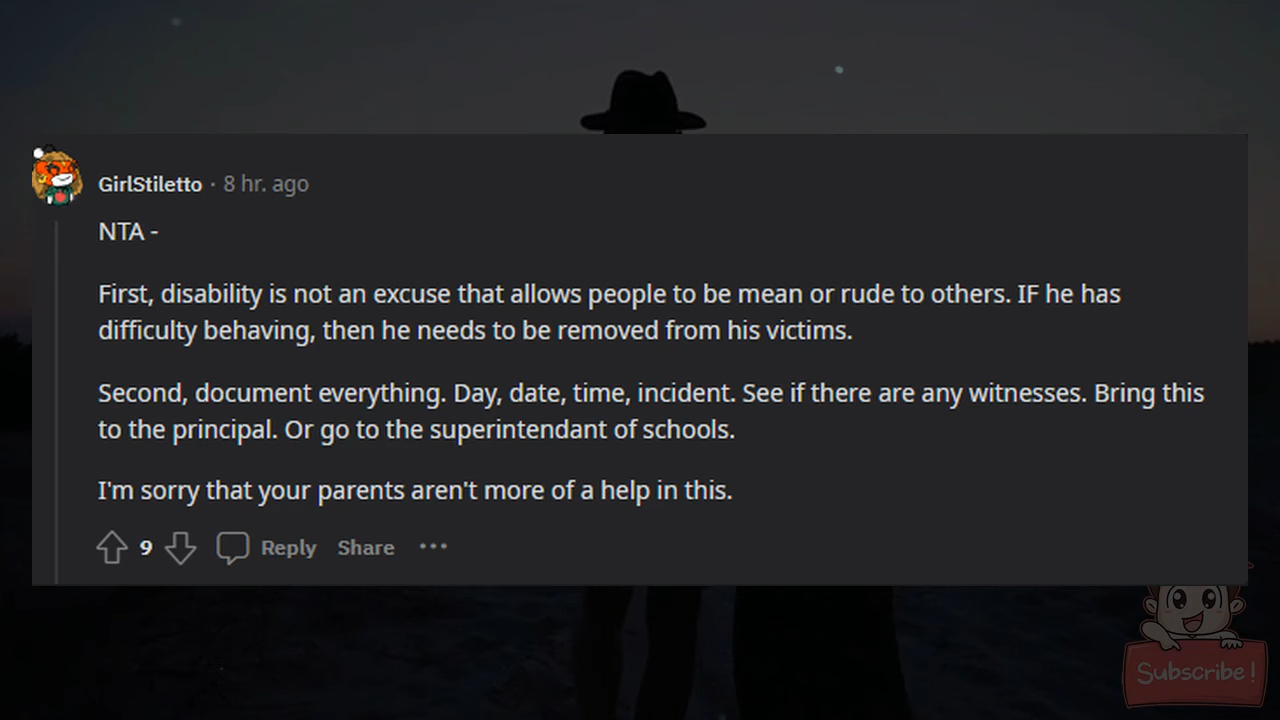 GirlStiletto · 8 hr. ago
NTA -
First, disability is not an excuse that allows people to be mean or rude to others. IF he has
difficulty behaving, then he needs to be removed from his victims.
Second, document everything. Day, date, time, incident. See if there are any witnesses. Bring this
to the principal. Or go to the superintendant of schools.
I'm sorry that your parents aren't more of a help in this.
9 Reply Share ···
Subscribe!